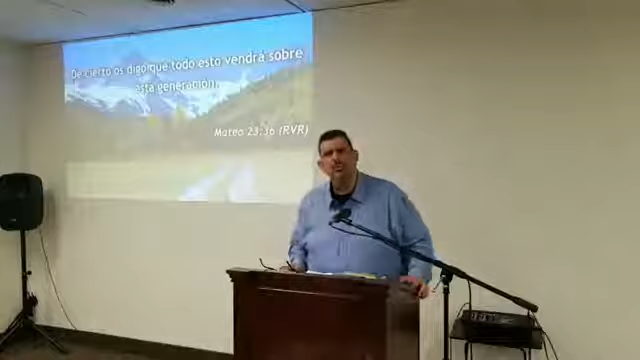 De cierto os digo que todo esto vendrá sobre
esta generación.
Mateo 23:36 (RVR)